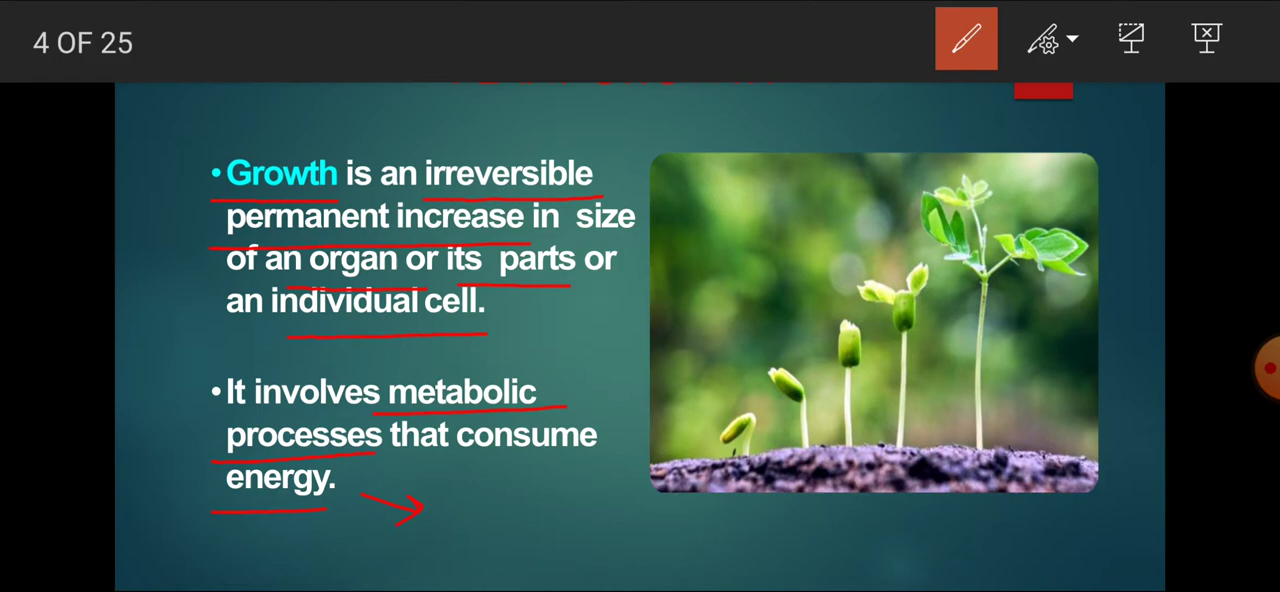 4 OF 25
• Growth is an irreversible
permanent increase in  size
of an organ or its  parts or
an individual cell.
• It involves metabolic
processes that consume
energy.